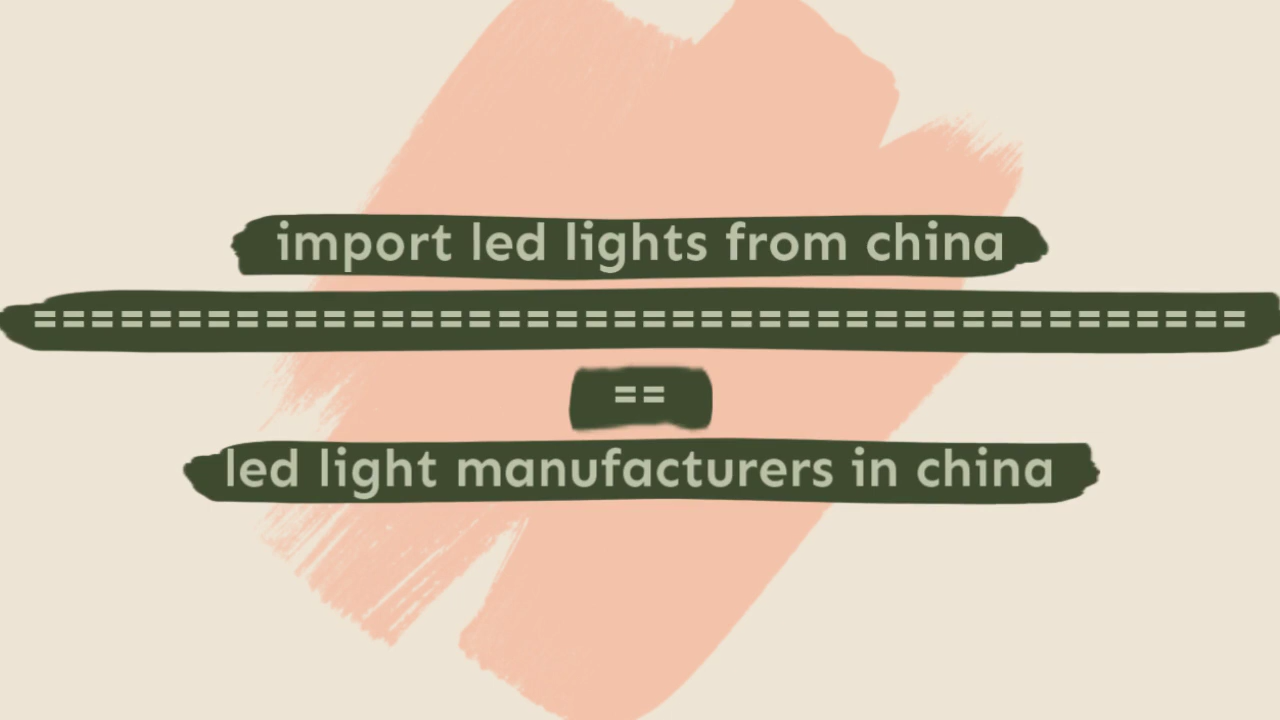 import led lights from china
==========================================
==
led light manufacturers in china